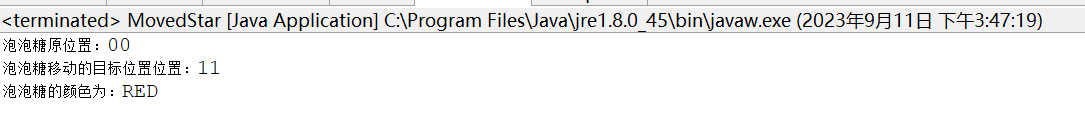 <terminated> MovedStar [Java Application] C:\Program Files\Java\jre1.8.0_45\bin\javaw.exe (2023年9月11日 下午3:47:19)
泡泡糖原位置：00
泡泡糖移动的目标位置位置：11
泡泡糖的颜色为：RED